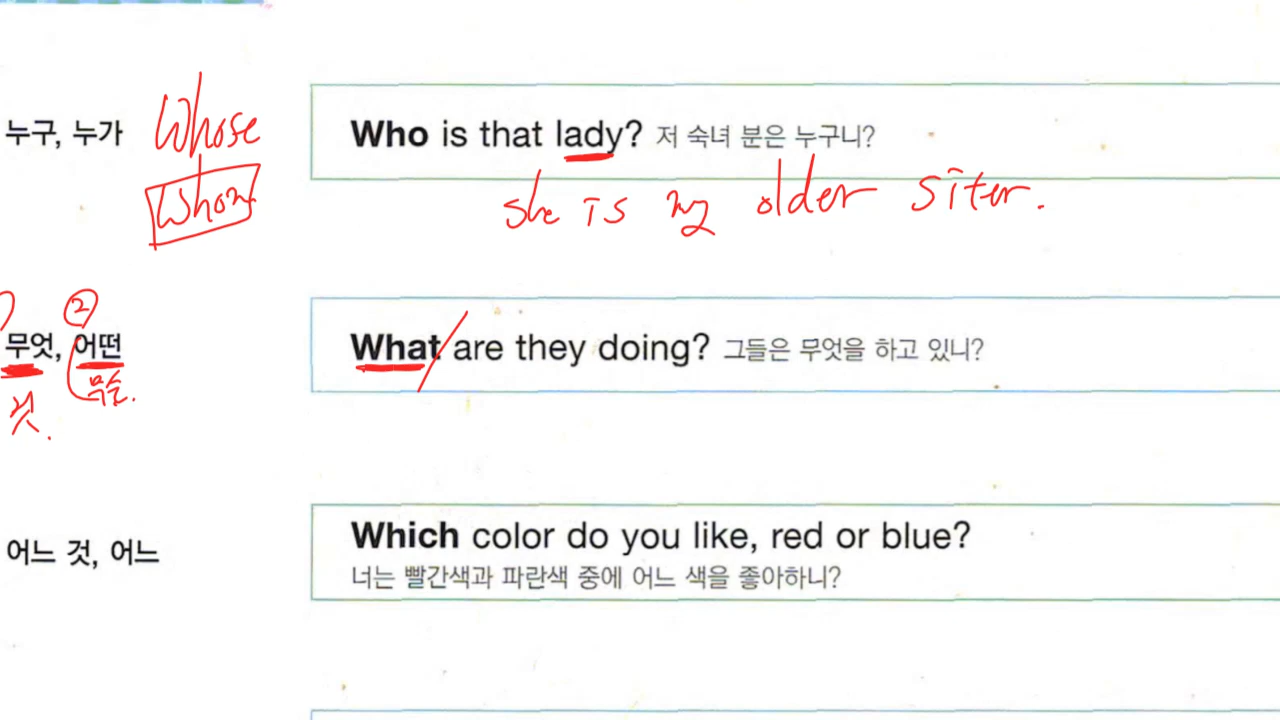 누구, 누가 Whose Who is that lady? 저 숙녀 분은 누구니?
Whom
she is my older siter.
②
무엇, 어떤 What are they doing? 그들은 무엇을 하고 있니?
무슨.
것.
Which color do you like, red or blue?
어느 것, 어느
너는 빨간색과 파란색 중에 어느 색을 좋아하니?